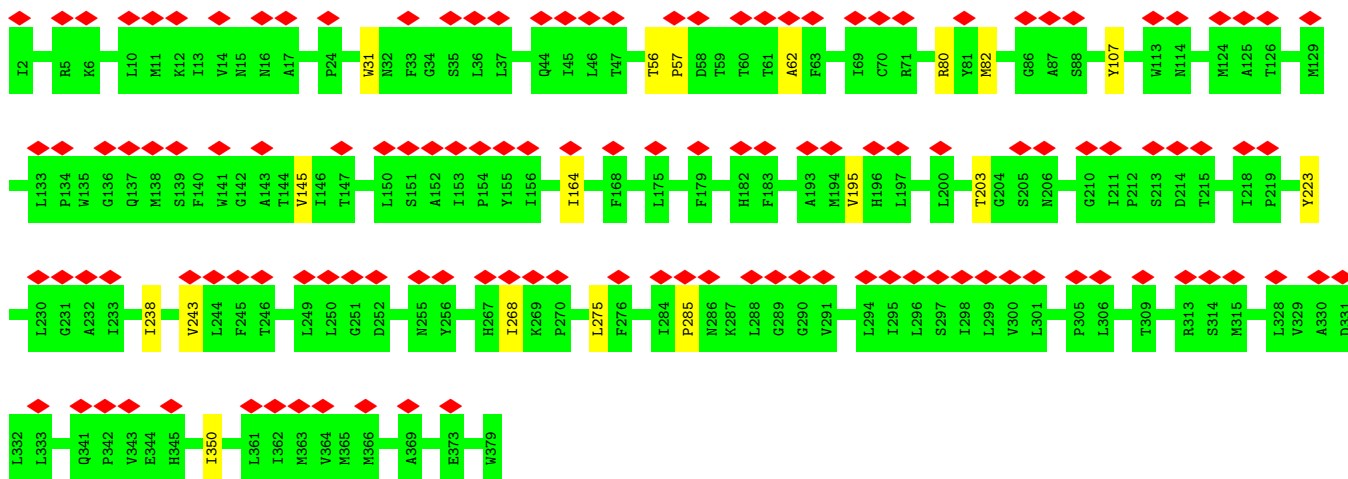 I2 R5 K6 L10 M11 K12 I13 V14 N15 N16 A17 P24 W31 N32 F33 G34 S35 L36 L37 Q44 I45 L46 T47 T56 P57 D58 T59 T60 T61 A62 F63 I69 C70 R71 R80 Y81 M82 G86 A87 S88 Y107 W113 N114 M124 A125 T126 M129
L133 P134 W135 G136 Q137 M138 S139 F140 W141 G142 A143 T144 V145 I146 T147 L150 S151 A152 I153 P154 Y155 I156 I164 F168 L175 F179 H182 F183 A193 M194 V195 H196 L197 L200 T203 G204 S205 N206 G210 I211 P212 S213 D214 T215 I218 P219 Y223
L230 G231 A232 I233 I238 V243 L244 F245 T246 L249 L250 G251 D252 N255 Y256 H267 I268 K269 P270 L275 F276 I284 P285 N286 K287 L288 G289 G290 V291 L294 I295 L296 S297 I298 L299 V300 L301 P305 L306 T309 R313 S314 M315 L328 V329 A330 D331
L332 L333 Q341 P342 V343 E344 H345 I350 L361 I362 M363 V364 M365 M366 A369 E373 W379